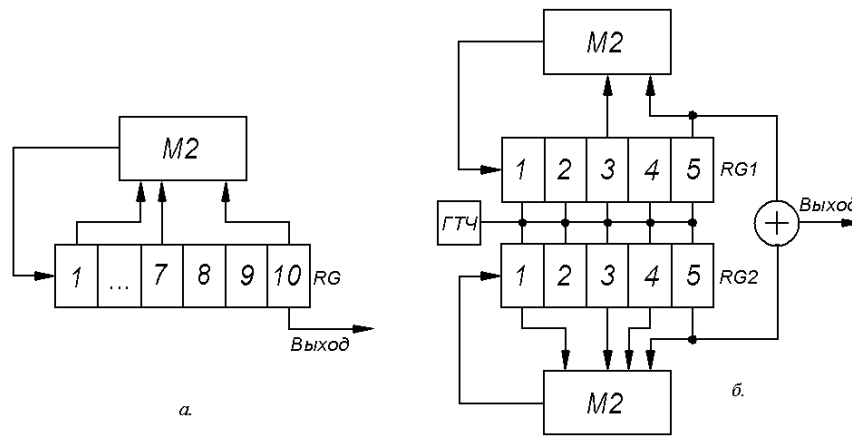 M2
1 ... 7 8 9 10 RG
Выход
а.
M2
1 2 3 4 5 RG1
ГТЧ
Выход
1 2 3 4 5 RG2
M2
б.